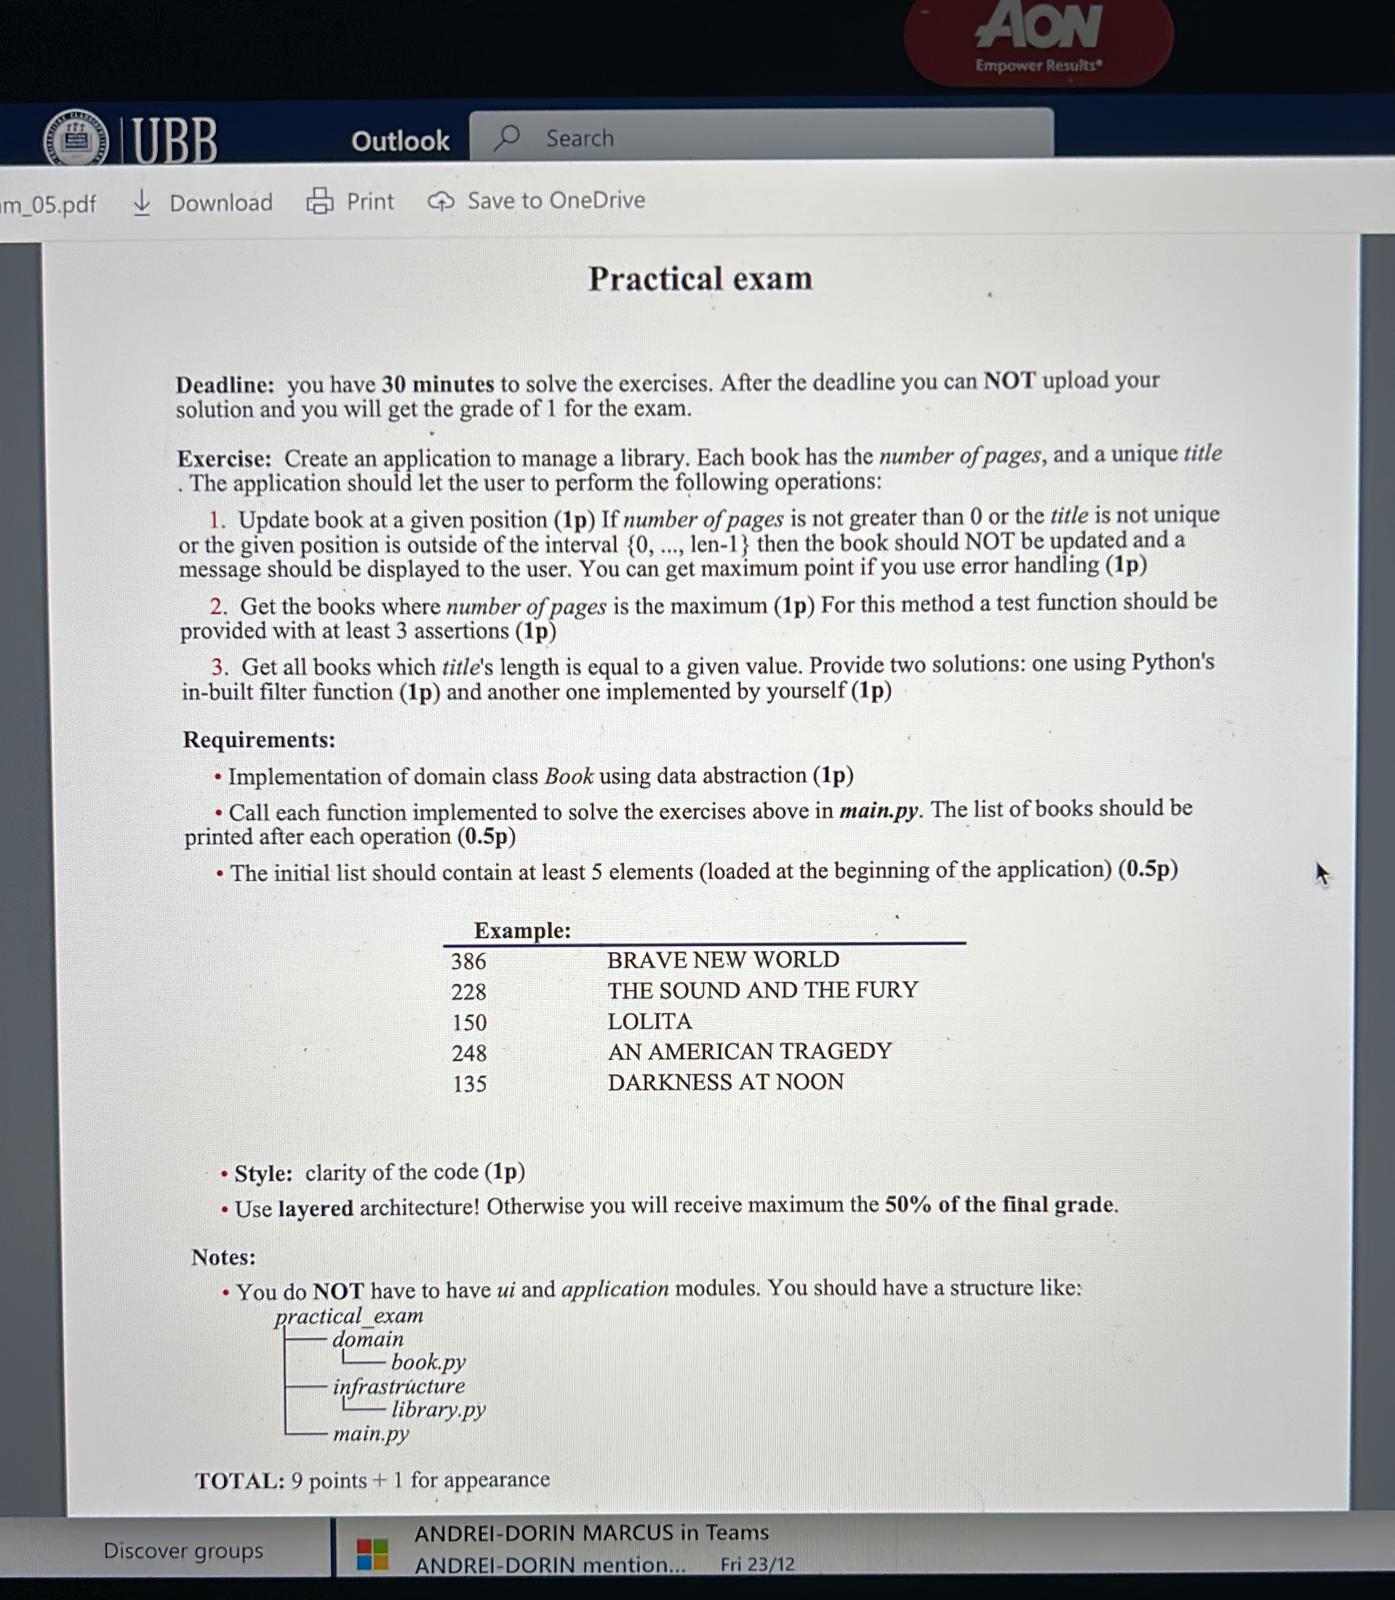 AON
Empower Results®
UBB
Outlook
Search
m_05.pdf
Download
Print
Save to OneDrive
Practical exam
Deadline: you have 30 minutes to solve the exercises. After the deadline you can NOT upload your
solution and you will get the grade of 1 for the exam.
Exercise: Create an application to manage a library. Each book has the number of pages, and a unique title
. The application should let the user to perform the following operations:
1. Update book at a given position (1p) If number of pages is not greater than 0 or the title is not unique
or the given position is outside of the interval {0, ..., len-1} then the book should NOT be updated and a
message should be displayed to the user. You can get maximum point if you use error handling (1p)
2. Get the books where number of pages is the maximum (1p) For this method a test function should be
provided with at least 3 assertions (1p)
3. Get all books which title's length is equal to a given value. Provide two solutions: one using Python's
in-built filter function (1p) and another one implemented by yourself (1p)
Requirements:
• Implementation of domain class Book using data abstraction (1p)
• Call each function implemented to solve the exercises above in main.py. The list of books should be
printed after each operation (0.5p)
• The initial list should contain at least 5 elements (loaded at the beginning of the application) (0.5p)
Example:
386 BRAVE NEW WORLD
228 THE SOUND AND THE FURY
150 LOLITA
248 AN AMERICAN TRAGEDY
135 DARKNESS AT NOON
• Style: clarity of the code (1p)
• Use layered architecture! Otherwise you will receive maximum the 50% of the final grade.
Notes:
• You do NOT have to have ui and application modules. You should have a structure like:
practical_exam
domain
book.py
infrastructure
library.py
main.py
TOTAL: 9 points + 1 for appearance
Discover groups
ANDREI-DORIN MARCUS in Teams
ANDREI-DORIN mention... Fri 23/12